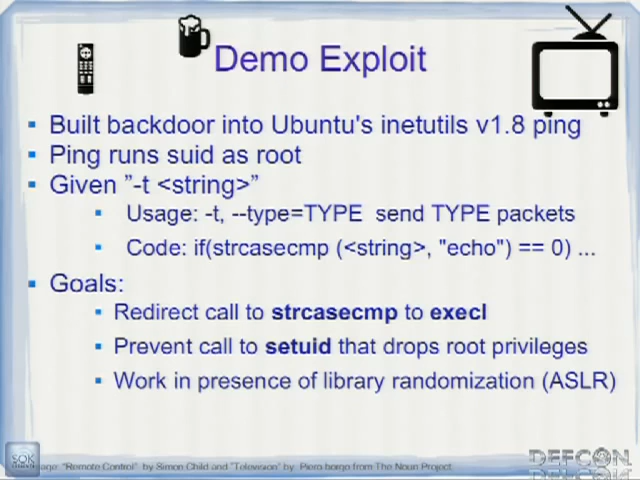 Demo Exploit
Built backdoor into Ubuntu's inetutils v1.8 ping
Ping runs suid as root
Given ”-t <string>”
Usage: -t, --type=TYPE  send TYPE packets
Code: if(strcasecmp (<string>, "echo") == 0) ...
Goals:
Redirect call to strcasecmp to execl
Prevent call to setuid that drops root privileges
Work in presence of library randomization (ASLR)
"Remote Control" by Simon Child and "Television" by Piero borgo from The Noun Project.
SOK
DEFCON